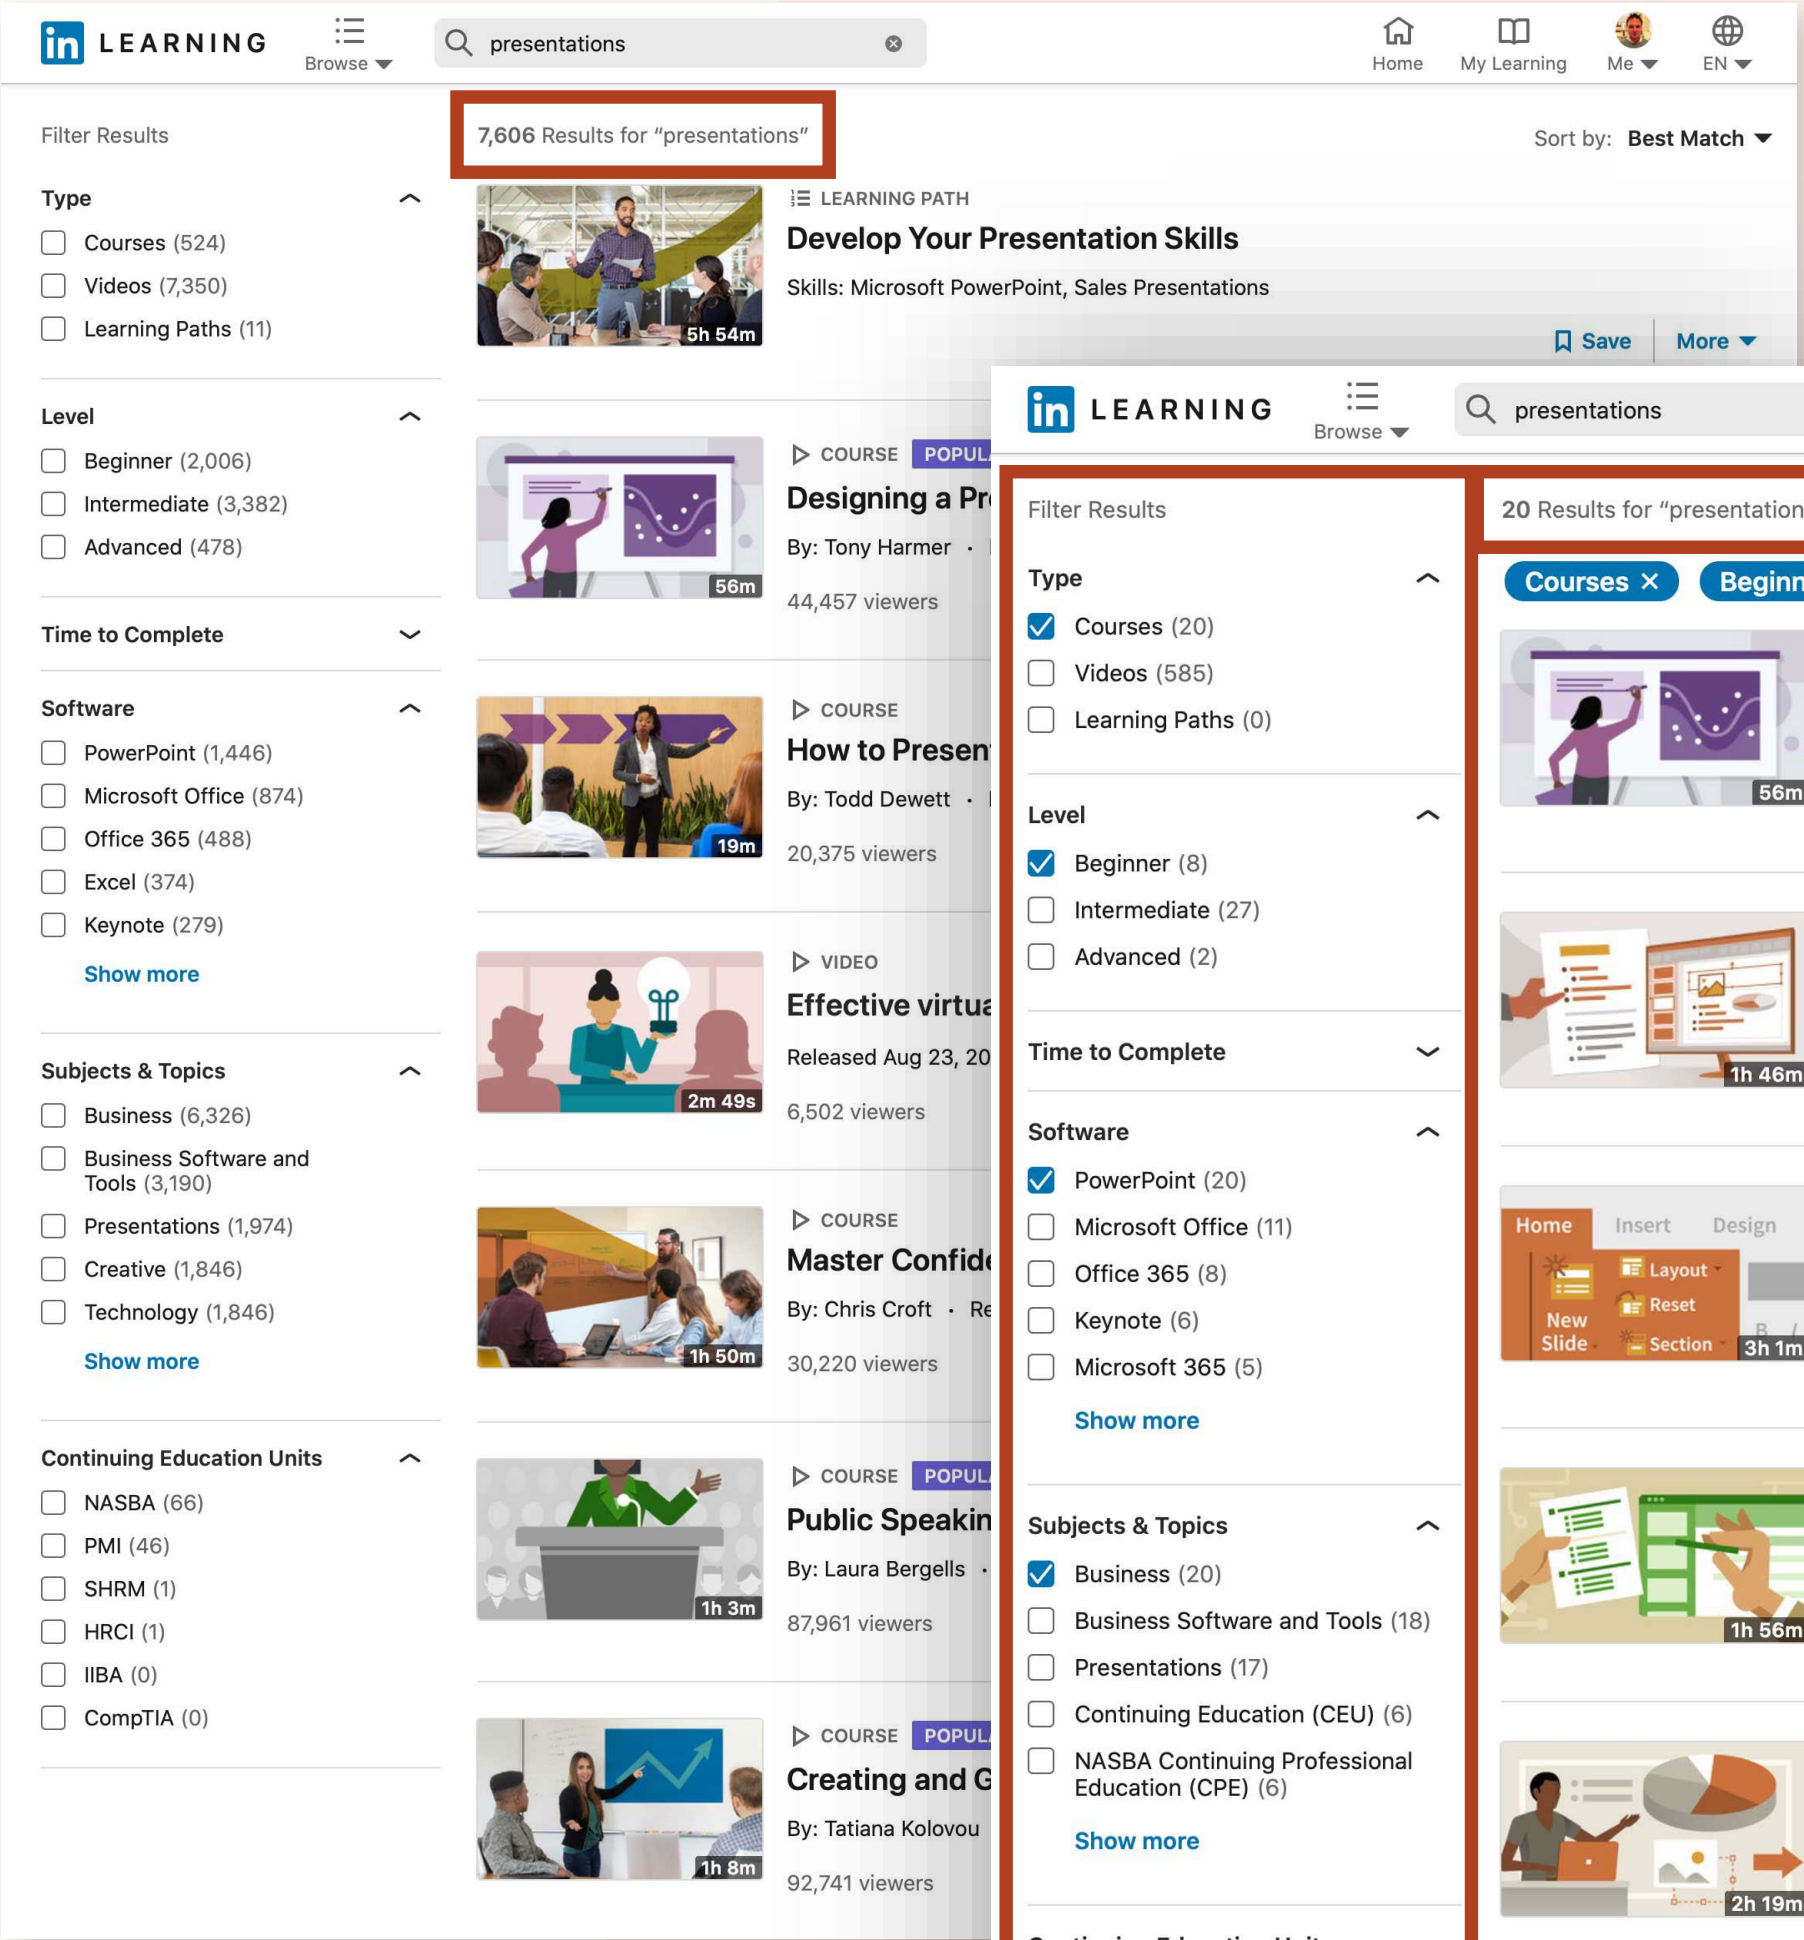 in LEARNING
Browse
presentations
Home
My Learning
Me
EN
Filter Results
7,606 Results for “presentations”
Sort by: Best Match
Type
Courses (524)
Videos (7,350)
Learning Paths (11)
Level
Beginner (2,006)
Intermediate (3,382)
Advanced (478)
Time to Complete
Software
PowerPoint (1,446)
Microsoft Office (874)
Office 365 (488)
Excel (374)
Keynote (279)
Show more
Subjects & Topics
Business (6,326)
Business Software and
Tools (3,190)
Presentations (1,974)
Creative (1,846)
Technology (1,846)
Show more
Continuing Education Units
NASBA (66)
PMI (46)
SHRM (1)
HRCI (1)
IIBA (0)
CompTIA (0)
LEARNING PATH
Develop Your Presentation Skills
Skills: Microsoft PowerPoint, Sales Presentations
5h 54m
Save
More
COURSE POPUL
Designing a Pr
By: Tony Harmer ·
56m
44,457 viewers
COURSE
How to Presen
By: Todd Dewett ·
19m
20,375 viewers
VIDEO
Effective virtua
Released Aug 23, 20
2m 49s
6,502 viewers
COURSE
Master Confide
By: Chris Croft · Re
1h 50m
30,220 viewers
COURSE POPUL
Public Speakin
By: Laura Bergells ·
1h 3m
87,961 viewers
COURSE POPUL
Creating and G
By: Tatiana Kolovou
1h 8m
92,741 viewers
in LEARNING
Browse
presentations
Filter Results
20 Results for “presentation
Courses ×
Beginn
Type
Courses (20)
Videos (585)
Learning Paths (0)
Level
Beginner (8)
Intermediate (27)
Advanced (2)
Time to Complete
Software
PowerPoint (20)
Microsoft Office (11)
Office 365 (8)
Keynote (6)
Microsoft 365 (5)
Show more
Subjects & Topics
Business (20)
Business Software and Tools (18)
Presentations (17)
Continuing Education (CEU) (6)
NASBA Continuing Professional
Education (CPE) (6)
Show more
56m
1h 46m
Home Insert Design
Layout
Reset
New
Slide
Section
B I
3h 1m
1h 56m
2h 19m